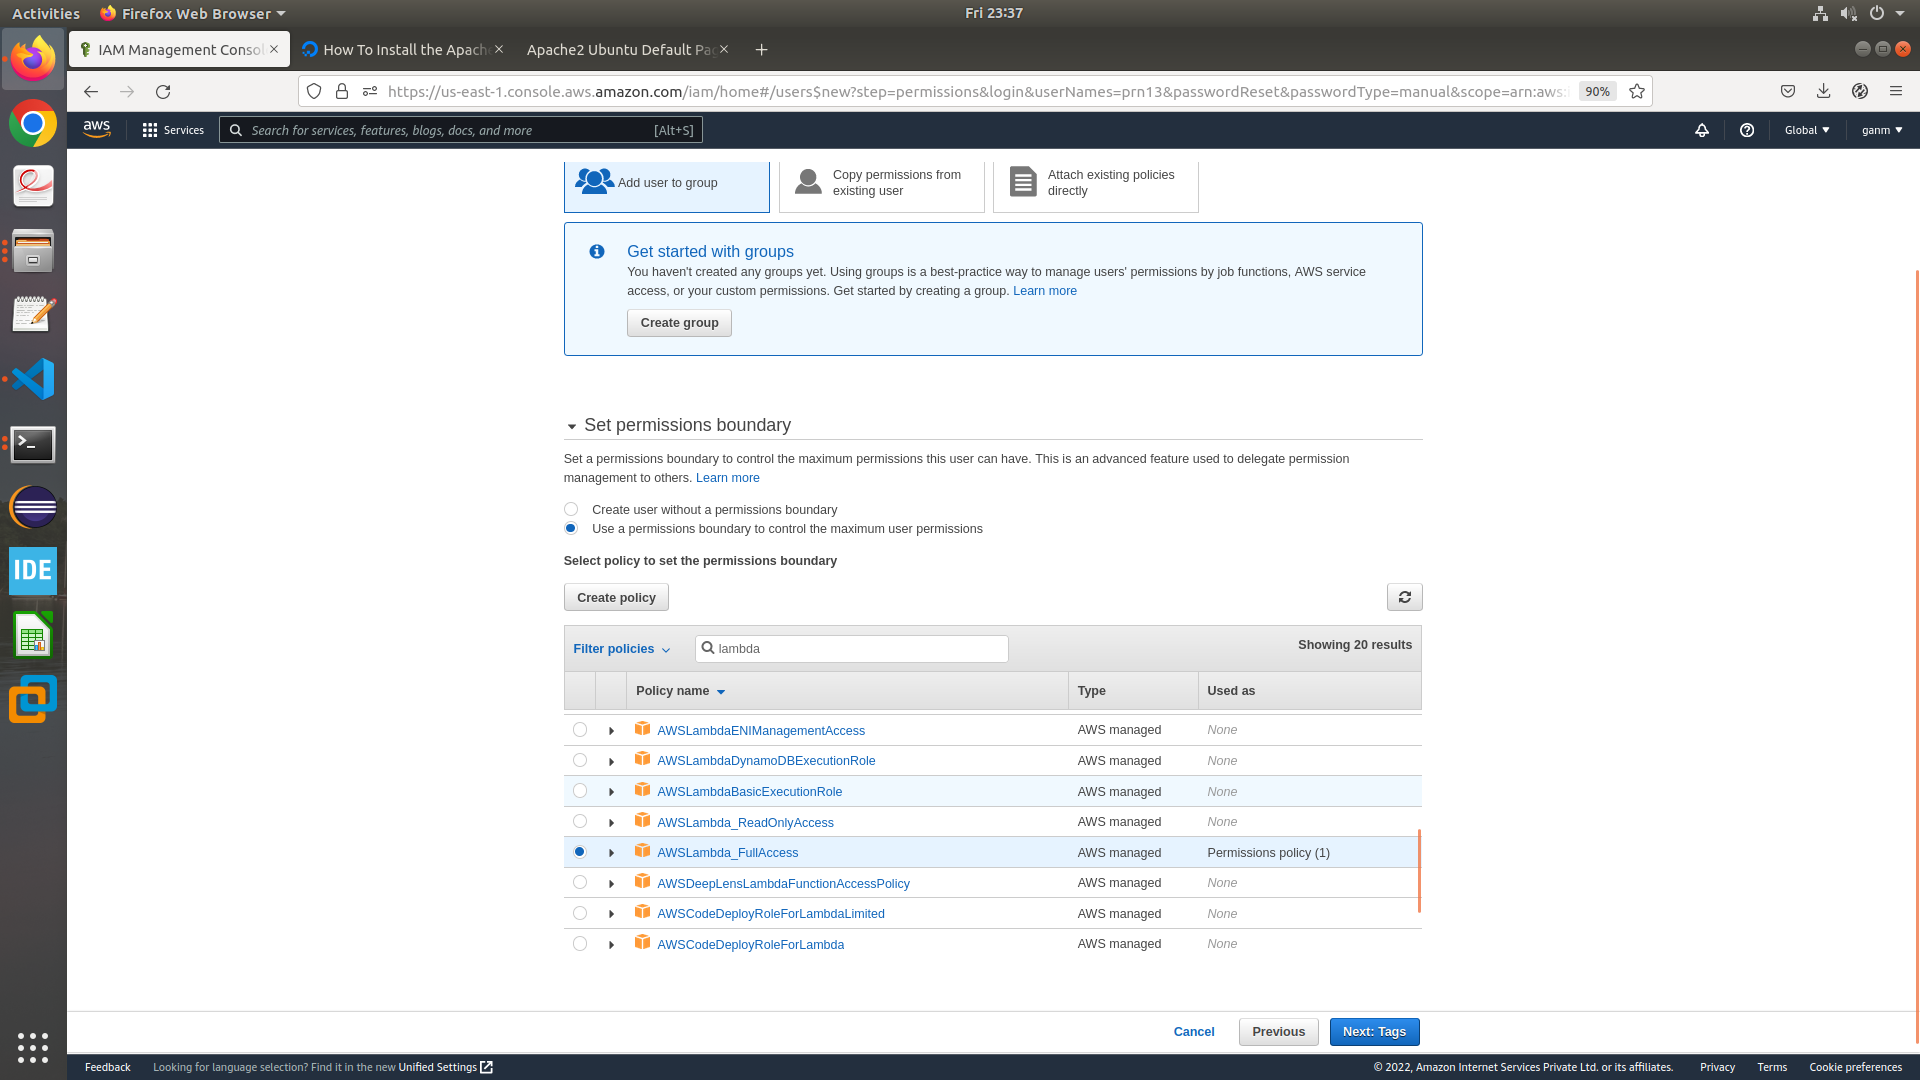 Activities
Firefox Web Browser
Fri 23:37
IAM Management Consol
How To Install the Apache
Apache2 Ubuntu Default Pag
https://us-east-1.console.aws.amazon.com/iam/home#/users$new?step=permissions&login&userNames=prn13&passwordReset&passwordType=manual&scope=arn:aws:
90%
aws
Services
Search for services, features, blogs, docs, and more
[Alt+S]
Global
ganm
Add user to group
Copy permissions from
existing user
Attach existing policies
directly
Get started with groups
You haven't created any groups yet. Using groups is a best-practice way to manage users' permissions by job functions, AWS service
access, or your custom permissions. Get started by creating a group. Learn more
Create group
Set permissions boundary
Set a permissions boundary to control the maximum permissions this user can have. This is an advanced feature used to delegate permission
management to others. Learn more
Create user without a permissions boundary
Use a permissions boundary to control the maximum user permissions
Select policy to set the permissions boundary
Create policy
Filter policies
lambda
Showing 20 results
Policy name Type Used as
AWSLambdaENIManagementAccess AWS managed None
AWSLambdaDynamoDBExecutionRole AWS managed None
AWSLambdaBasicExecutionRole AWS managed None
AWSLambda_ReadOnlyAccess AWS managed None
AWSLambda_FullAccess AWS managed Permissions policy (1)
AWSDeepLensLambdaFunctionAccessPolicy AWS managed None
AWSCodeDeployRoleForLambdaLimited AWS managed None
AWSCodeDeployRoleForLambda AWS managed None
IDE
Cancel
Previous
Next: Tags
Feedback
Looking for language selection? Find it in the new Unified Settings
© 2022, Amazon Internet Services Private Ltd. or its affiliates.
Privacy
Terms
Cookie preferences